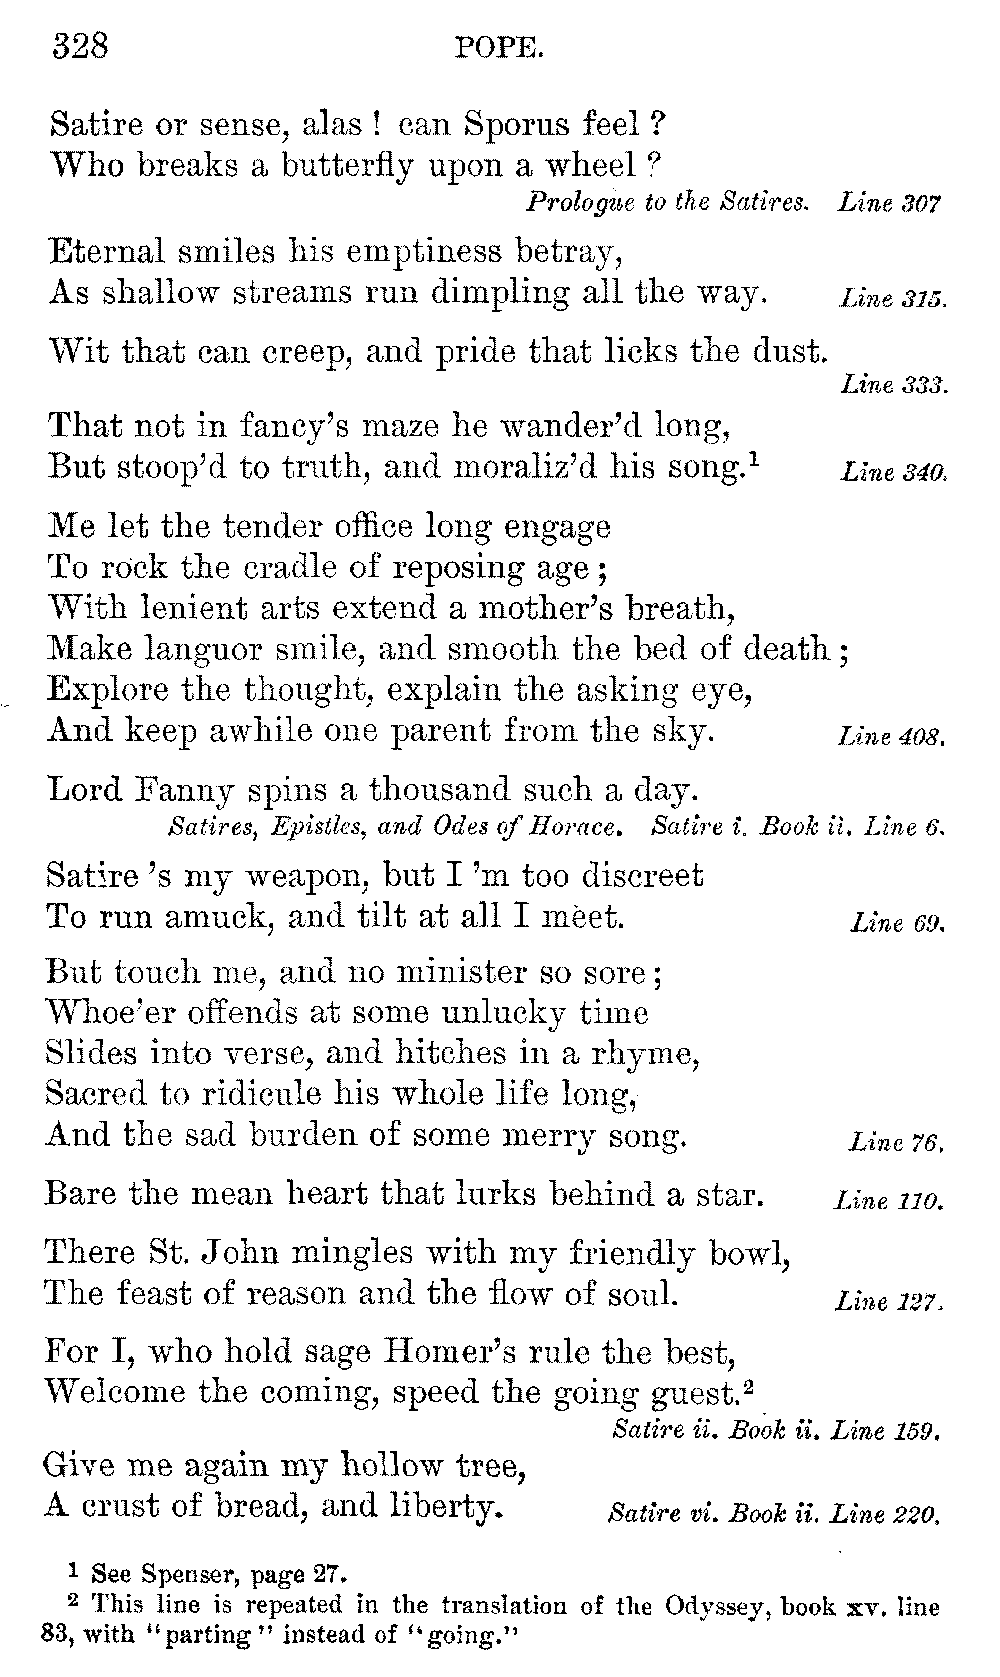 328 POPE.
Satire or sense, alas ! can Sporus feel ?
Who breaks a butterfly upon a wheel ?
Prologue to the Satires. Line 307
Eternal smiles his emptiness betray,
As shallow streams run dimpling all the way. Line 315.
Wit that can creep, and pride that licks the dust.
Line 333.
That not in fancy's maze he wander'd long,
But stoop'd to truth, and moraliz'd his song.¹ Line 340.
Me let the tender office long engage
To rock the cradle of reposing age ;
With lenient arts extend a mother's breath,
Make languor smile, and smooth the bed of death ;
Explore the thought, explain the asking eye,
And keep awhile one parent from the sky. Line 408.
Lord Fanny spins a thousand such a day.
Satires, Epistles, and Odes of Horace. Satire i. Book ii. Line 6.
Satire 's my weapon, but I 'm too discreet
To run amuck, and tilt at all I meet. Line 69.
But touch me, and no minister so sore ;
Whoe'er offends at some unlucky time
Slides into verse, and hitches in a rhyme,
Sacred to ridicule his whole life long,
And the sad burden of some merry song. Line 76.
Bare the mean heart that lurks behind a star. Line 110.
There St. John mingles with my friendly bowl,
The feast of reason and the flow of soul. Line 127.
For I, who hold sage Homer's rule the best,
Welcome the coming, speed the going guest.²
Satire ii. Book ii. Line 159.
Give me again my hollow tree,
A crust of bread, and liberty. Satire vi. Book ii. Line 220.
¹ See Spenser, page 27.
² This line is repeated in the translation of the Odyssey, book xv. line
83, with "parting" instead of "going."